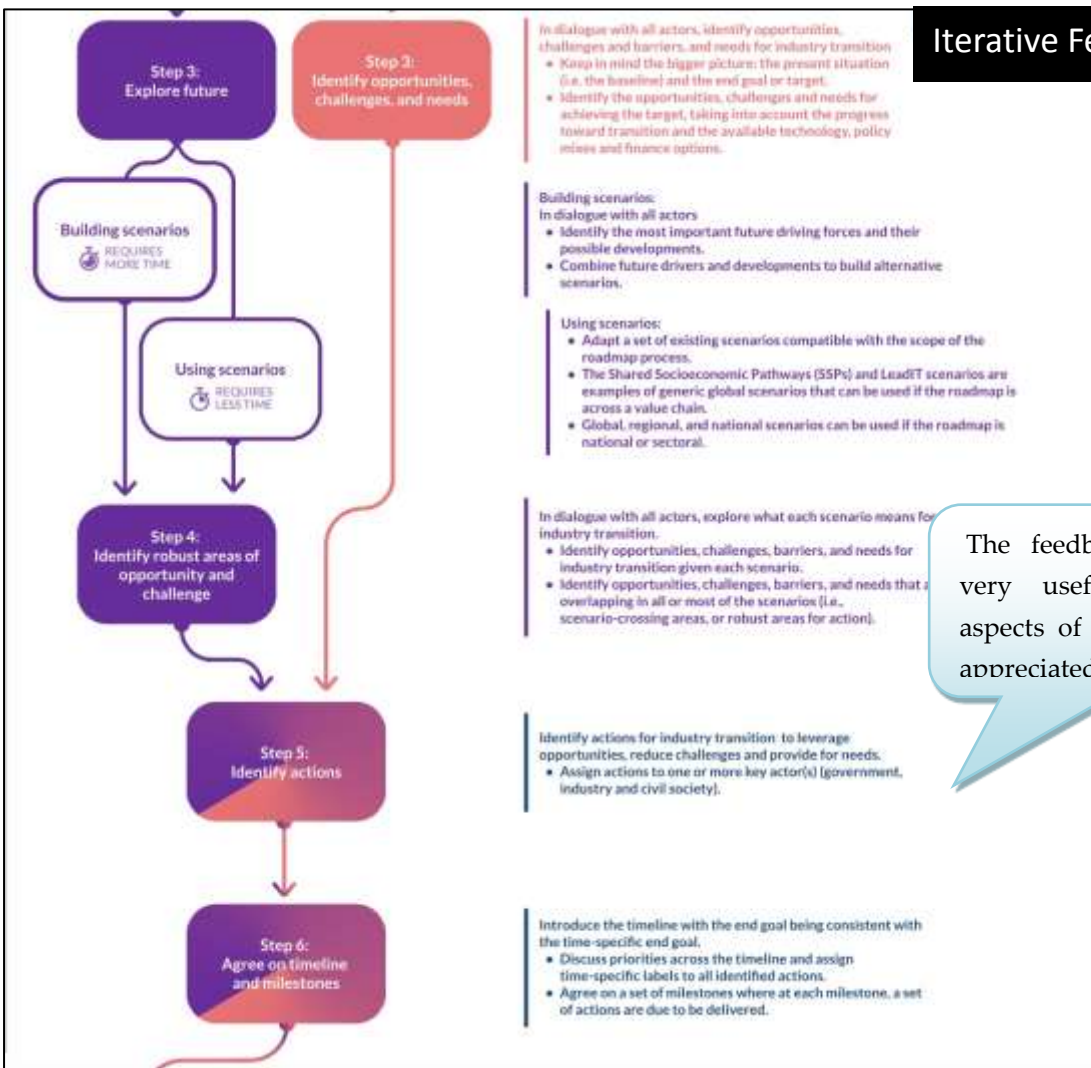 Iterative Fe
Step 3:
Explore future
Step 3:
Identify opportunities,
challenges, and needs
In dialogue with all actors, identify opportunities,
challenges and barriers, and needs for industry transition
• Keep in mind the bigger picture: the present situation
(i.e. the baseline) and the end goal or target.
• Identify the opportunities, challenges and needs for
achieving the target, taking into account the progress
toward transition and the available technology, policy
mixes and finance options.
Building scenarios
REQUIRES
MORE TIME
Building scenarios:
In dialogue with all actors
• Identify the most important future driving forces and their
possible developments.
• Combine future drivers and developments to build alternative
scenarios.
Using scenarios
REQUIRES
LESS TIME
Using scenarios:
• Adapt a set of existing scenarios compatible with the scope of the
roadmap process.
• The Shared Socioeconomic Pathways (SSPs) and LeadIT scenarios are
examples of generic global scenarios that can be used if the roadmap is
across a value chain.
• Global, regional, and national scenarios can be used if the roadmap is
national or sectoral.
Step 4:
Identify robust areas of
opportunity and
challenge
In dialogue with all actors, explore what each scenario means for
industry transition.
• Identify opportunities, challenges, barriers, and needs for
industry transition given each scenario.
• Identify opportunities, challenges, barriers, and needs that a
overlapping in all or most of the scenarios (i.e.,
scenario-crossing areas, or robust areas for action).
The feedb
very usef
aspects of
appreciated
Step 5:
Identify actions
Identify actions for industry transition to leverage
opportunities, reduce challenges and provide for needs.
• Assign actions to one or more key actor(s) (government,
industry and civil society).
Step 6:
Agree on timeline
and milestones
Introduce the timeline with the end goal being consistent with
the time-specific end goal.
• Discuss priorities across the timeline and assign
time-specific labels to all identified actions.
• Agree on a set of milestones where at each milestone, a set
of actions are due to be delivered.